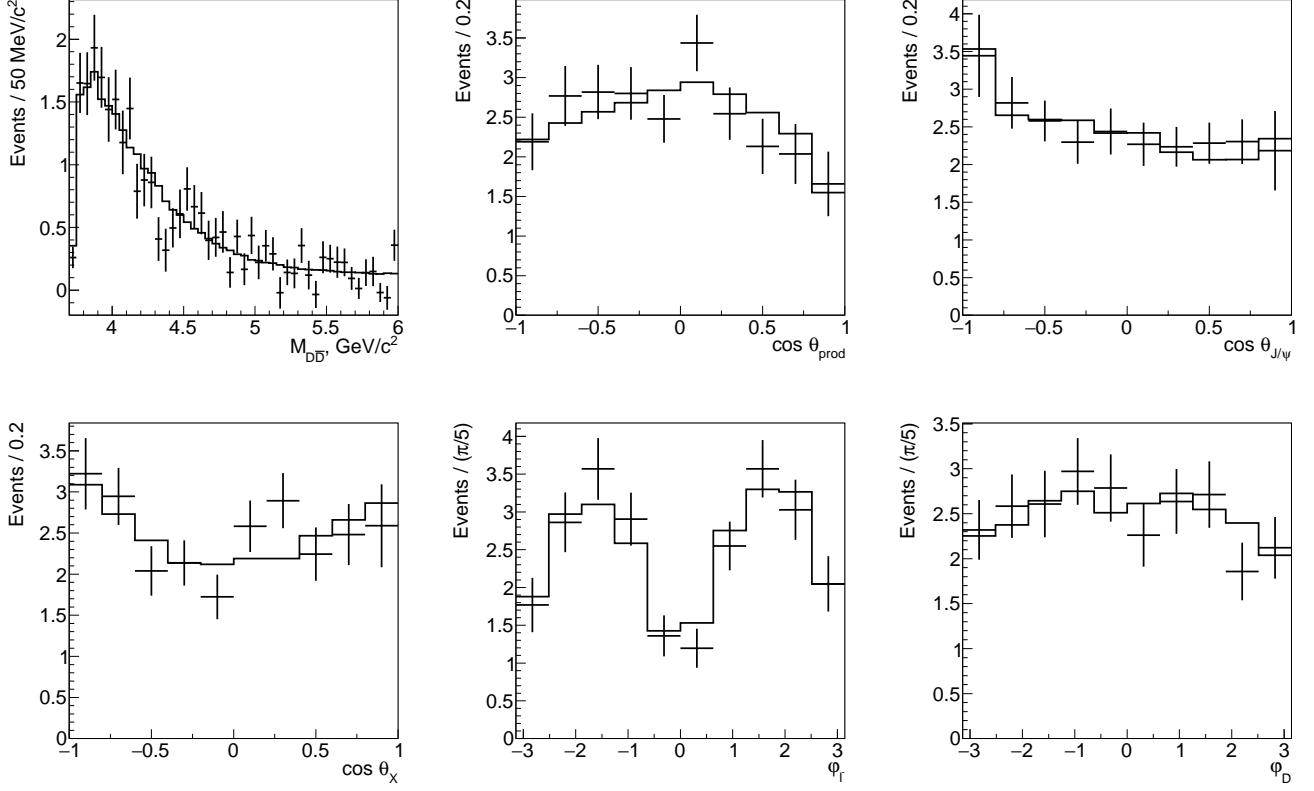 Events / 50 MeV/c²
2
1.5
1
0.5
0
4 4.5 5 5.5 6
M_DD̅, GeV/c²
Events / 0.2
3.5
3
2.5
2
1.5
1
0.5
0
−1 −0.5 0 0.5 1
cos θ_prod
Events / 0.2
4
3.5
3
2.5
2
1.5
1
0.5
0
−1 −0.5 0 0.5 1
cos θ_J/ψ
Events / 0.2
3.5
3
2.5
2
1.5
1
0.5
0
−1 −0.5 0 0.5 1
cos θ_X
Events / (π/5)
4
3.5
3
2.5
2
1.5
1
0.5
0
−3 −2 −1 0 1 2 3
Events / (π/5)
3.5
3
2.5
2
1.5
1
0.5
0
−3 −2 −1 0 1 2 3
φ_D